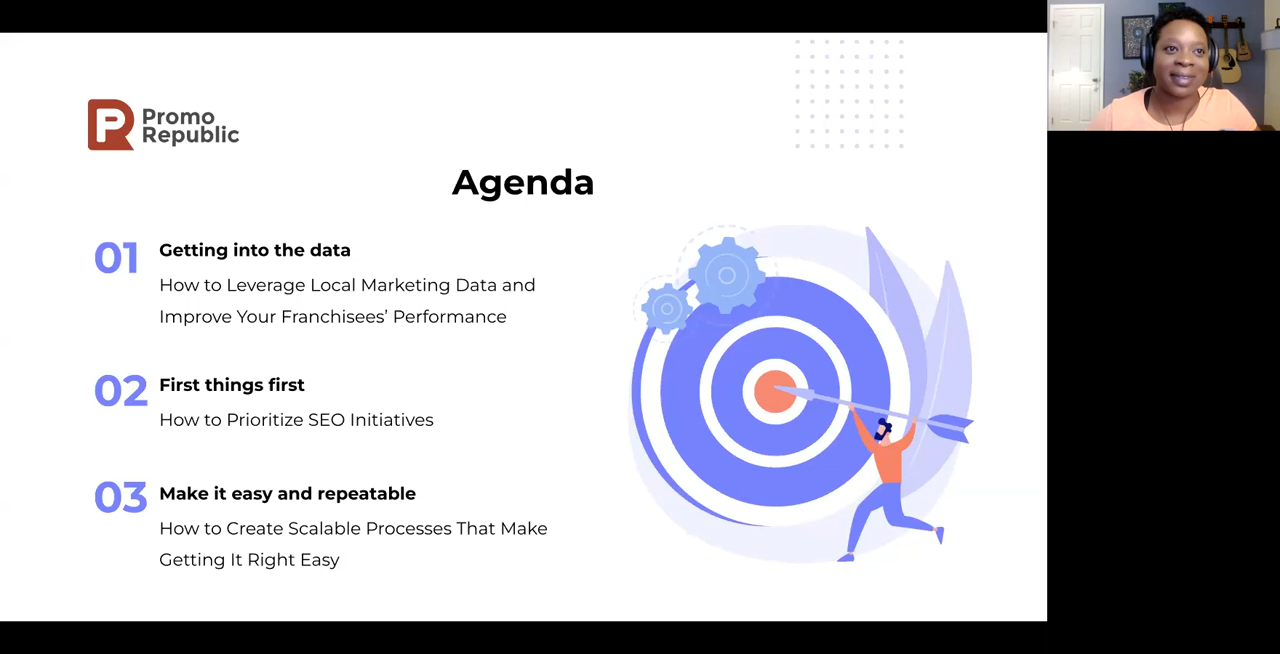 Promo
Republic
Agenda
01
Getting into the data
How to Leverage Local Marketing Data and
Improve Your Franchisees’ Performance
02
First things first
How to Prioritize SEO Initiatives
03
Make it easy and repeatable
How to Create Scalable Processes That Make
Getting It Right Easy